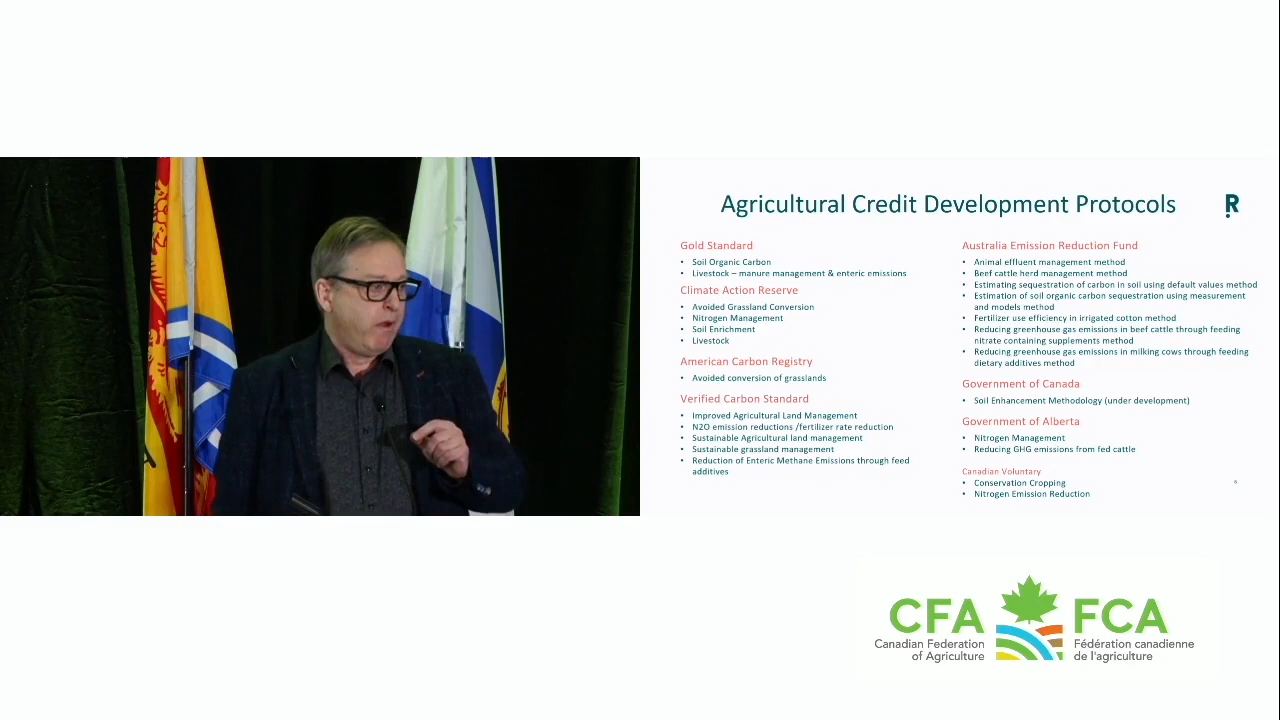 Agricultural Credit Development Protocols
R
Gold Standard
• Soil Organic Carbon
• Livestock – manure management & enteric emissions
Climate Action Reserve
• Avoided Grassland Conversion
• Nitrogen Management
• Soil Enrichment
• Livestock
American Carbon Registry
• Avoided conversion of grasslands
Verified Carbon Standard
• Improved Agricultural Land Management
• N2O emission reductions /fertilizer rate reduction
• Sustainable Agricultural land management
• Sustainable grassland management
• Reduction of Enteric Methane Emissions through feed
additives
Australia Emission Reduction Fund
• Animal effluent management method
• Beef cattle herd management method
• Estimating sequestration of carbon in soil using default values method
• Estimation of soil organic carbon sequestration using measurement
and models method
• Fertilizer use efficiency in irrigated cotton method
• Reducing greenhouse gas emissions in beef cattle through feeding
nitrate containing supplements method
• Reducing greenhouse gas emissions in milking cows through feeding
dietary additives method
Government of Canada
• Soil Enhancement Methodology (under development)
Government of Alberta
• Nitrogen Management
• Reducing GHG emissions from fed cattle
Canadian Voluntary
• Conservation Cropping
• Nitrogen Emission Reduction
CFA FCA
Canadian Federation
of Agriculture
Fédération canadienne
de l'agriculture